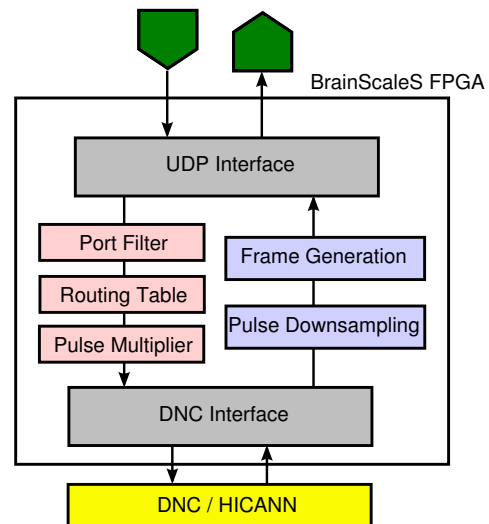 BrainScaleS FPGA
UDP Interface
Port Filter
Frame Generation
Routing Table
Pulse Downsampling
Pulse Multiplier
DNC Interface
DNC / HICANN